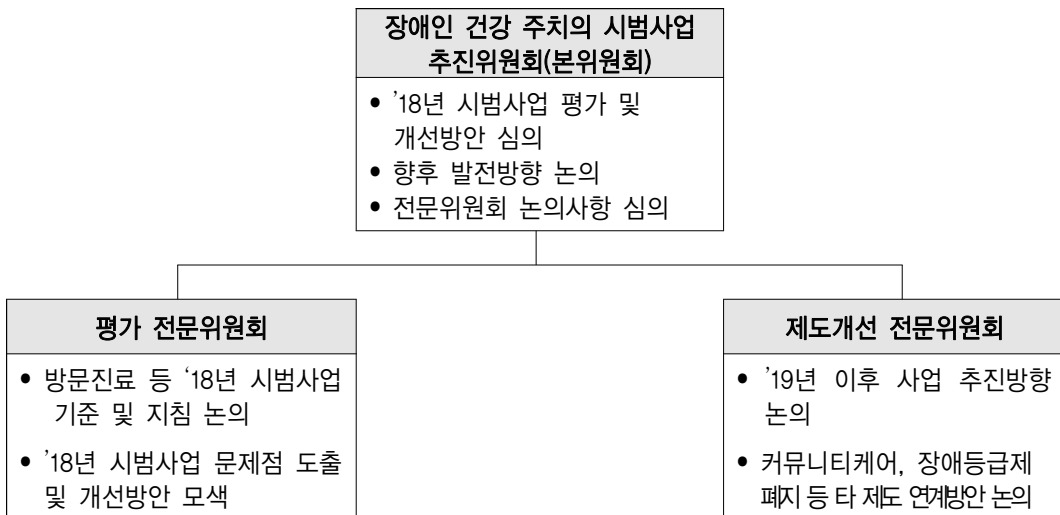 장애인 건강 주치의 시범사업
추진위원회(본위원회)
• '18년 시범사업 평가 및
개선방안 심의
• 향후 발전방향 논의
• 전문위원회 논의사항 심의
평가 전문위원회
• 방문진료 등 ‘18년 시범사업
기준 및 지침 논의
• '18년 시범사업 문제점 도출
및 개선방안 모색
제도개선 전문위원회
• '19년 이후 사업 추진방향
논의
• 커뮤니티케어, 장애등급제
폐지 등 타 제도 연계방안 논의